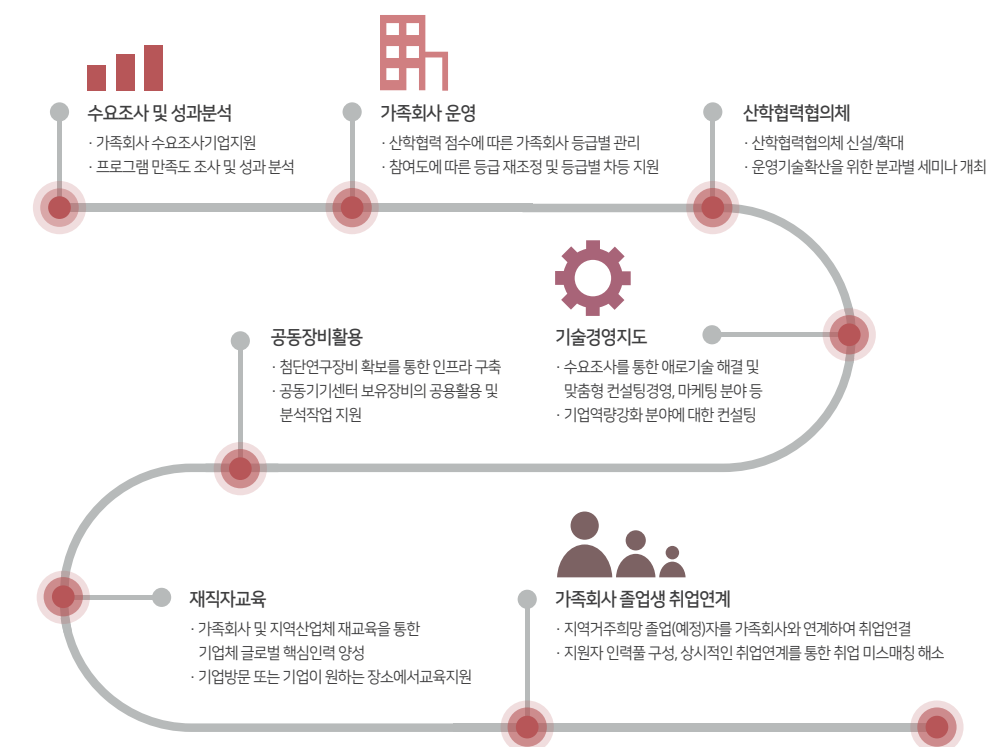 수요조사 및 성과분석
· 가족회사 수요조사기업지원
· 프로그램 만족도 조사 및 성과 분석
가족회사 운영
· 산학협력 점수에 따른 가족회사 등급별 관리
· 참여도에 따른 등급 재조정 및 등급별 차등 지원
산학협력협의체
· 산학협력협의체 신설/확대
· 운영기술확산을 위한 분과별 세미나 개최
기술경영지도
· 수요조사를 통한 애로기술 해결 및
맞춤형 컨설팅경영, 마케팅 분야 등
· 기업역량강화 분야에 대한 컨설팅
공동장비활용
· 첨단연구장비 확보를 통한 인프라 구축
· 공동기기센터 보유장비의 공용활용 및
분석작업 지원
재직자교육
· 가족회사 및 지역산업체 재교육을 통한
기업체 글로벌 핵심인력 양성
· 기업방문 또는 기업이 원하는 장소에서교육지원
가족회사 졸업생 취업연계
· 지역거주희망 졸업(예정)자를 가족회사와 연계하여 취업연결
· 지원자 인력풀 구성, 상시적인 취업연계를 통한 취업 미스매칭 해소